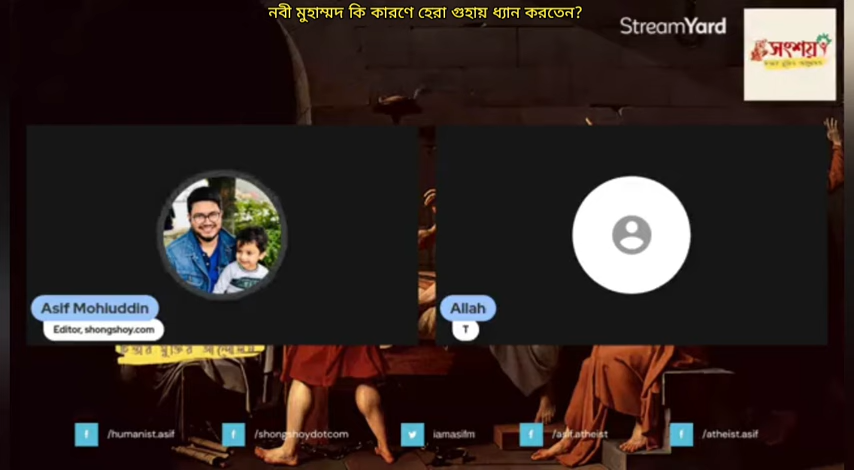 নবী মুহাম্মদ কি কারণে হেরা গুহায় ধ্যান করতেন?
StreamYard
সংশয়
Asif Mohiuddin
Editor, shongshoy.com
Allah
T
/humanist.asif
/shongshoydotcom
iamasifm
/asif.atheist
/atheist.asif